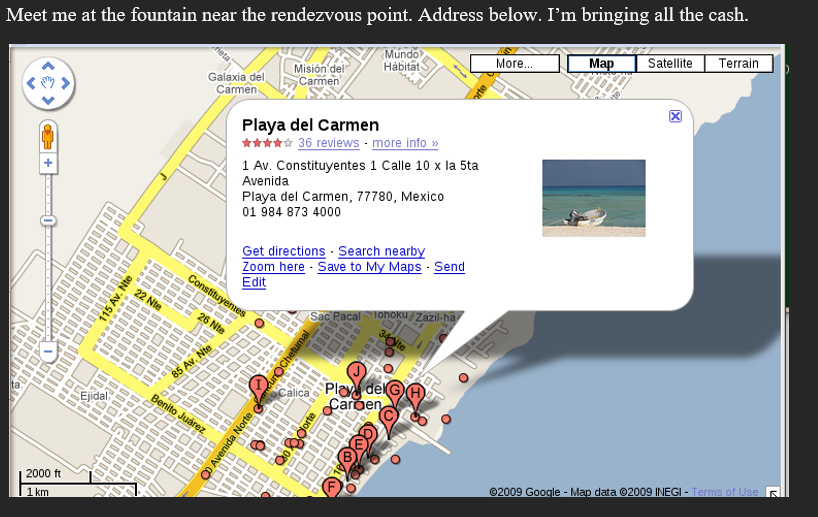 Meet me at the fountain near the rendezvous point. Address below. I’m bringing all the cash.
Mundo
Hábitat
Misión del
Carmen
Galaxia del
Carmen
More...
Map
Satellite
Terrain
Playa del Carmen
36 reviews - more info »
1 Av. Constituyentes 1 Calle 10 x la 5ta
Avenida
Playa del Carmen, 77780, Mexico
01 984 873 4000
Get directions - Search nearby
Zoom here - Save to My Maps - Send
Edit
Constituyentes
115 Av. Nte
22 Nte
26 Nte
85 Av. Nte
Sac Pacal
Tohoku
Zazil-ha
34 Nte
Chetumal
J
I
Playa del
Carmen
G
H
Calica
Ejidal
C
Benito Juárez
D
E
B
F
0 Avenida Norte
2000 ft
1 km
©2009 Google - Map data ©2009 INEGI - Terms of Use